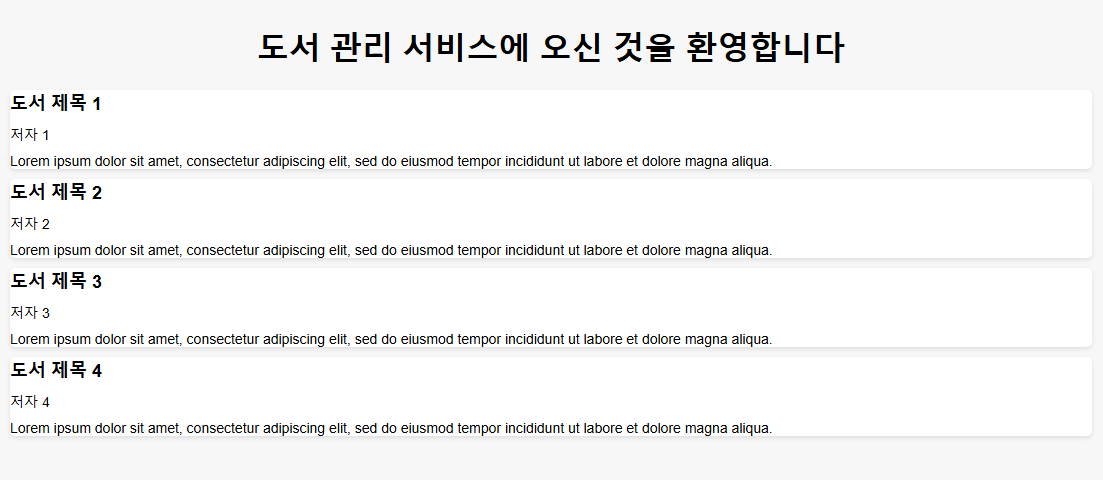 도서 관리 서비스에 오신 것을 환영합니다
도서 제목 1
저자 1
Lorem ipsum dolor sit amet, consectetur adipiscing elit, sed do eiusmod tempor incididunt ut labore et dolore magna aliqua.
도서 제목 2
저자 2
Lorem ipsum dolor sit amet, consectetur adipiscing elit, sed do eiusmod tempor incididunt ut labore et dolore magna aliqua.
도서 제목 3
저자 3
Lorem ipsum dolor sit amet, consectetur adipiscing elit, sed do eiusmod tempor incididunt ut labore et dolore magna aliqua.
도서 제목 4
저자 4
Lorem ipsum dolor sit amet, consectetur adipiscing elit, sed do eiusmod tempor incididunt ut labore et dolore magna aliqua.